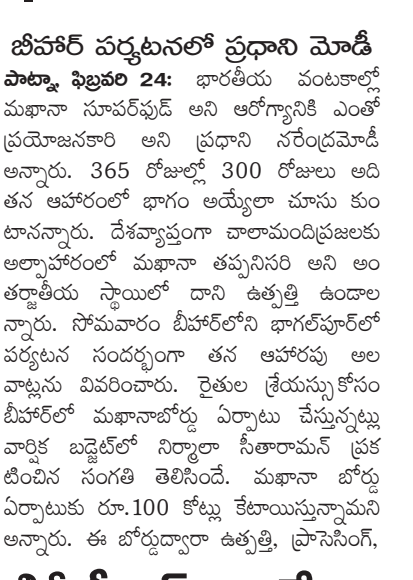 బీహార్ పర్యటనలో ప్రధాని మోడీ
పాట్నా, ఫిబ్రవరి 24: భారతీయ వంటకాల్లో
మఖానా సూపర్‌ఫుడ్ అని ఆరోగ్యానికి ఎంతో
ప్రయోజనకారి అని ప్రధాని నరేంద్రమోడీ
అన్నారు. 365 రోజుల్లో 300 రోజులు అది
తన ఆహారంలో భాగం అయ్యేలా చూసు కుం
టానన్నారు. దేశవ్యాప్తంగా చాలామందిప్రజలకు
అల్పాహారంలో మఖానా తప్పనిసరి అని అం
తర్జాతీయ స్థాయిలో దాని ఉత్పత్తి ఉండాల
న్నారు. సోమవారం బీహార్‌లోని భాగల్‌పూర్‌లో
పర్యటన సందర్భంగా తన ఆహారపు అల
వాట్లను వివరించారు. రైతుల శ్రేయస్సుకోసం
బీహార్‌లో మఖానాబోర్డు ఏర్పాటు చేస్తున్నట్లు
వార్షిక బడ్జెట్‌లో నిర్మలా సీతారామన్ ప్రక
టించిన సంగతి తెలిసిందే. మఖానా బోర్డు
ఏర్పాటుకు రూ.100 కోట్లు కేటాయిస్తున్నామని
అన్నారు. ఈ బోర్డుద్వారా ఉత్పత్తి, ప్రాసెసింగ్,